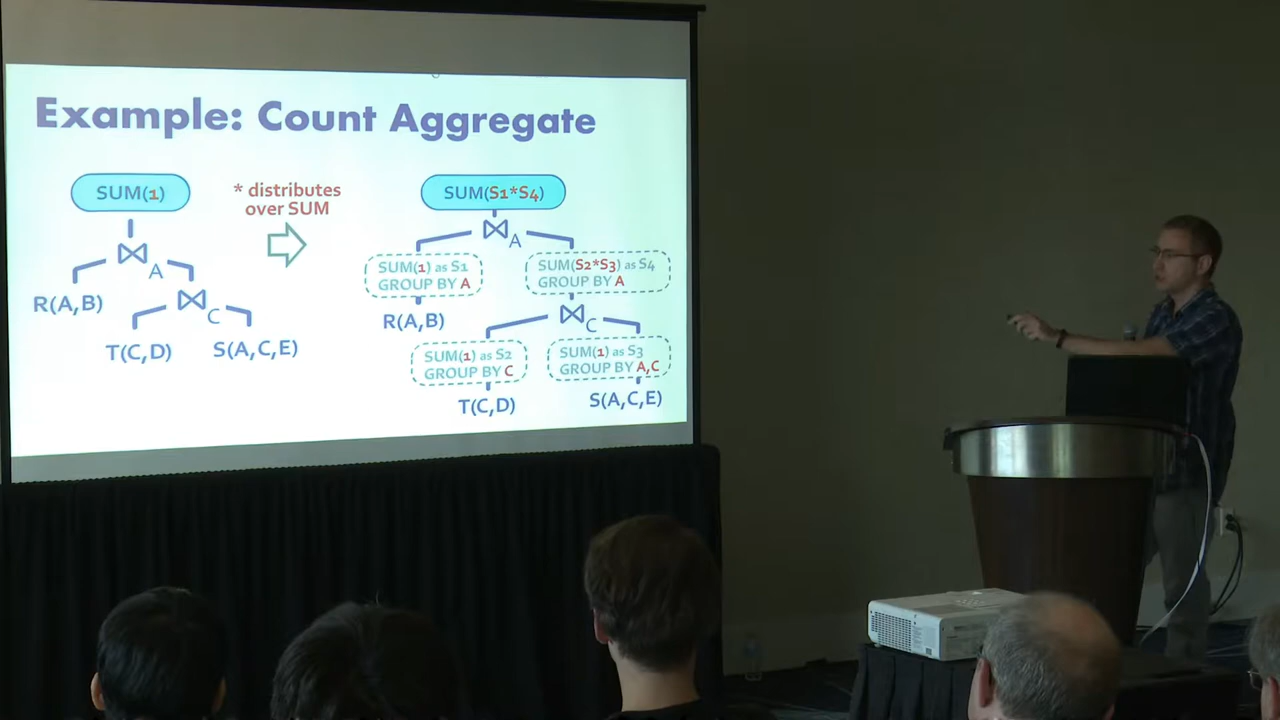 Example: Count Aggregate
SUM(1)
* distributes
over SUM
SUM(S1*S4)
A
A
SUM(1) as S1
GROUP BY A
SUM(S2*S3) as S4
GROUP BY A
R(A,B)
C
R(A,B)
C
T(C,D)
S(A,C,E)
SUM(1) as S2
GROUP BY C
SUM(1) as S3
GROUP BY A,C
T(C,D)
S(A,C,E)